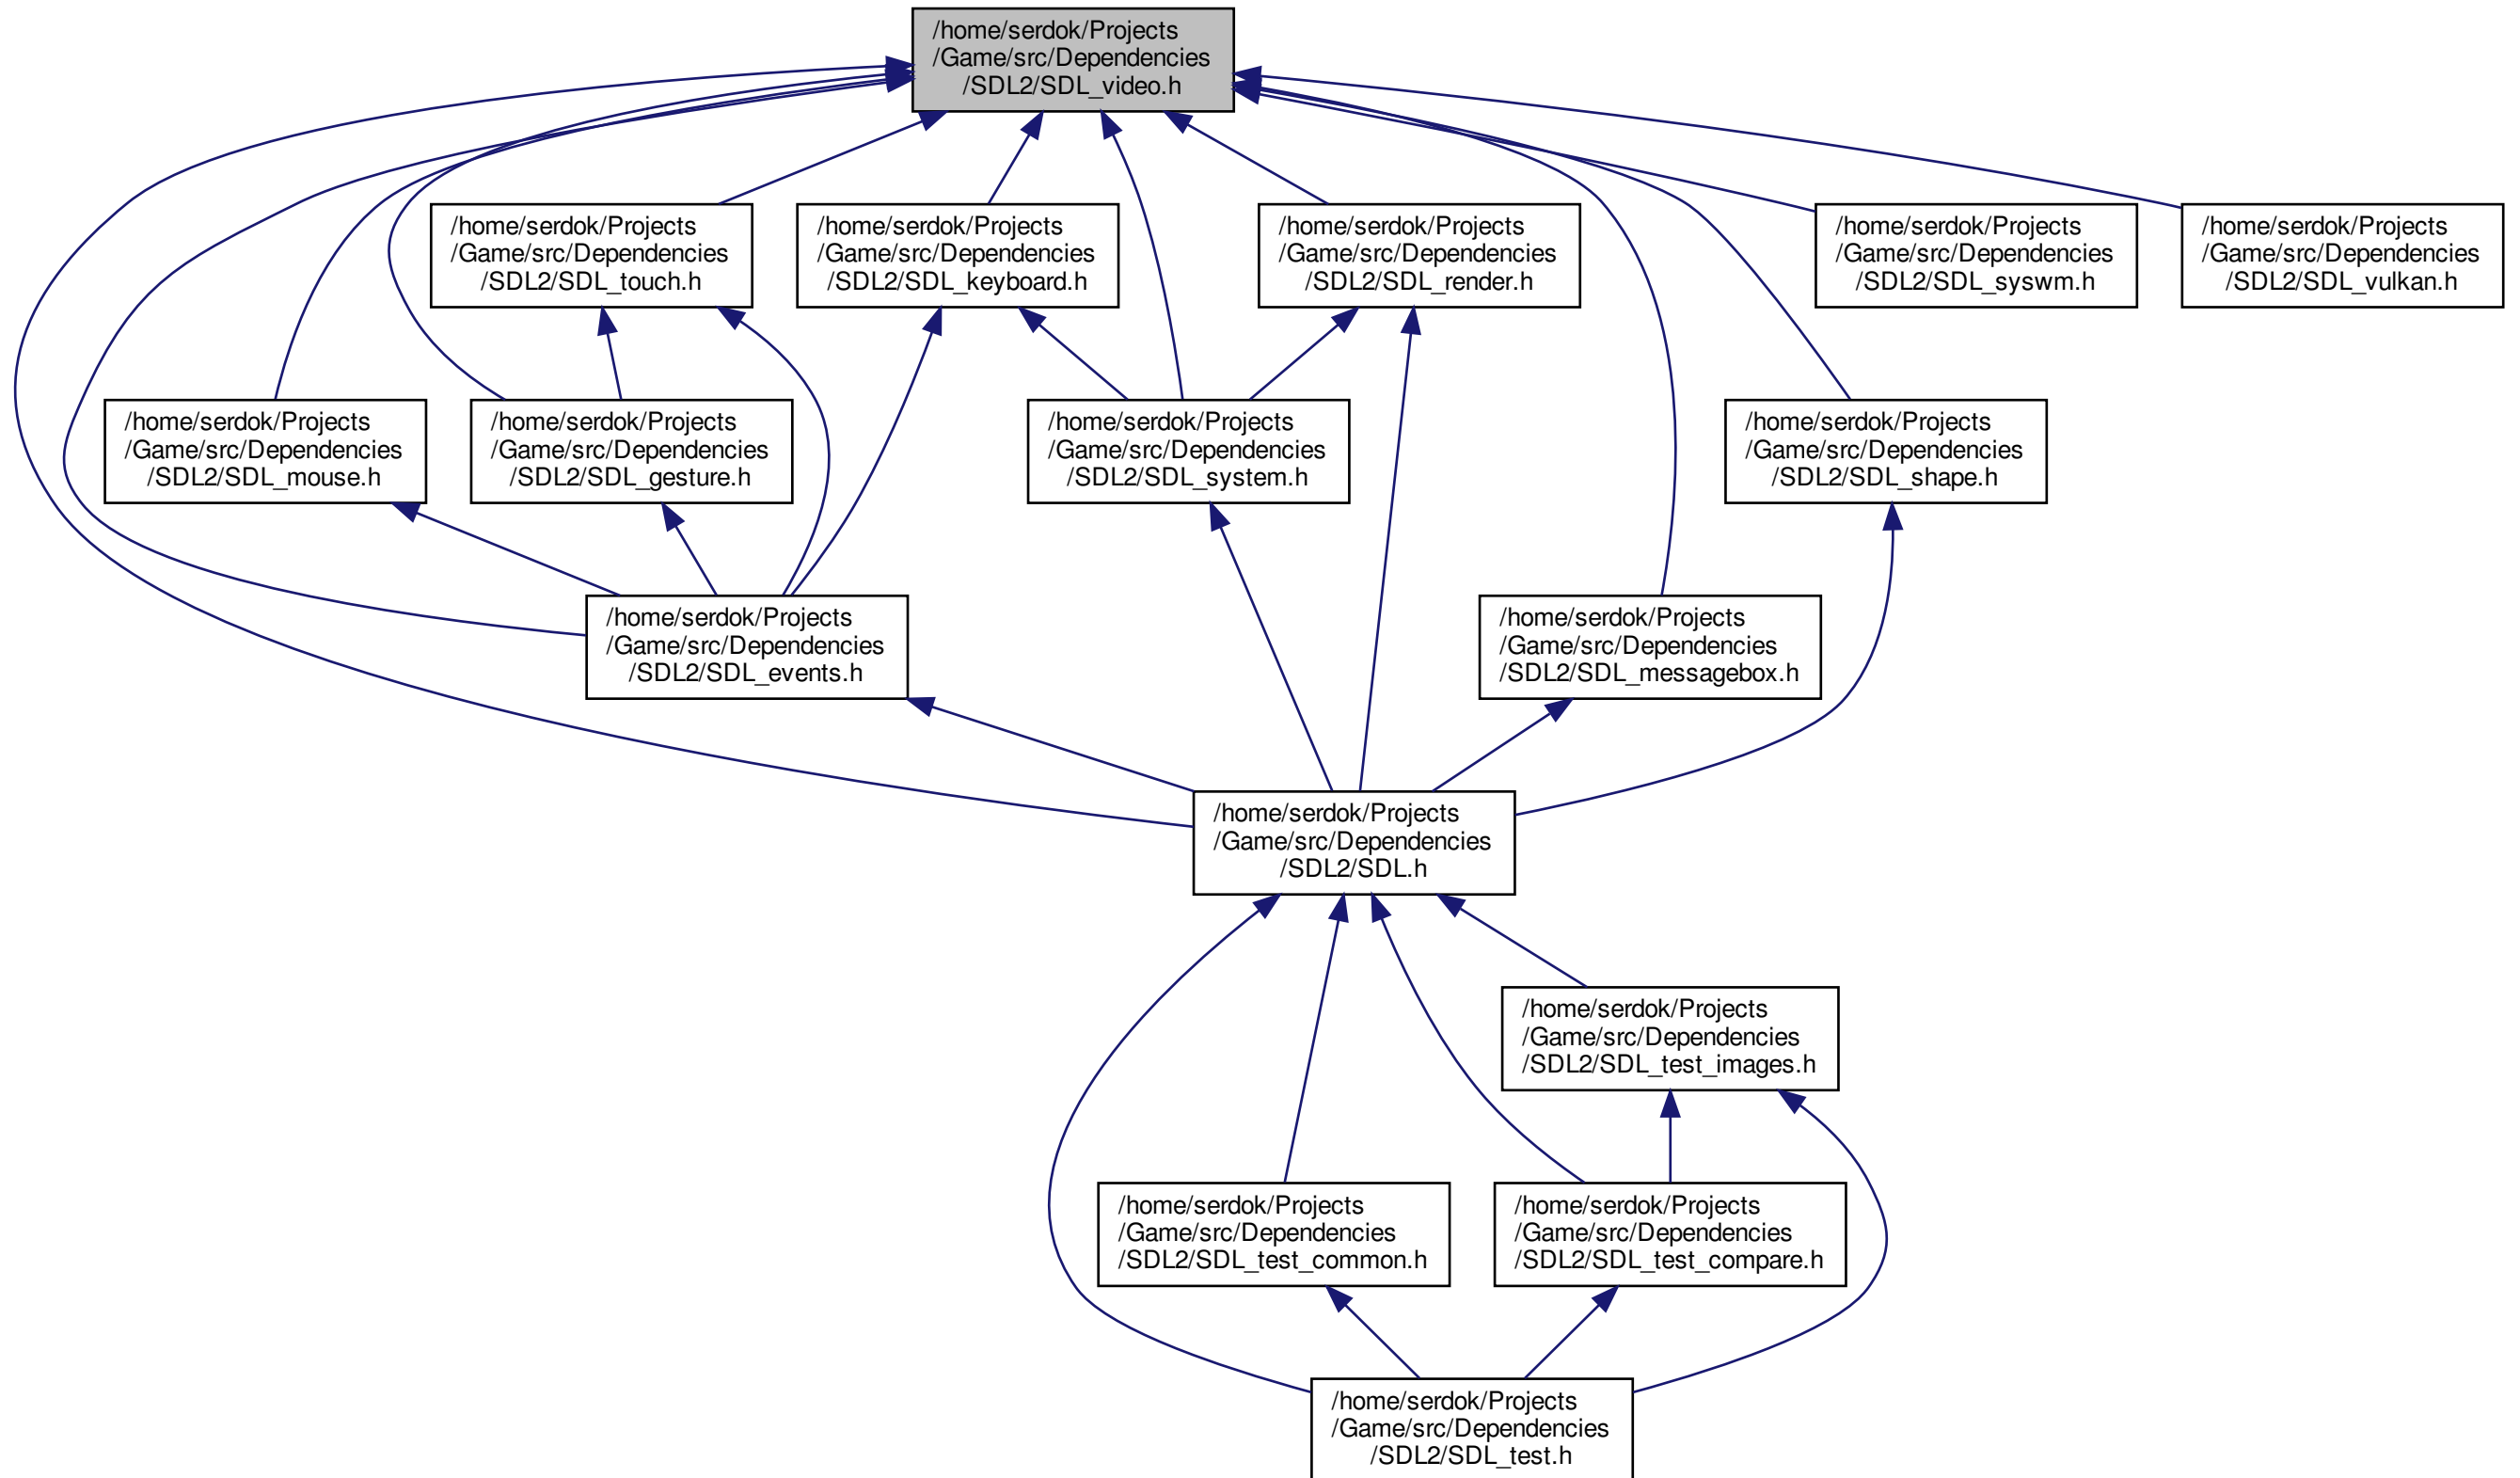 /home/serdok/Projects
/Game/src/Dependencies
/SDL2/SDL_video.h
/home/serdok/Projects
/Game/src/Dependencies
/SDL2/SDL_touch.h
/home/serdok/Projects
/Game/src/Dependencies
/SDL2/SDL_keyboard.h
/home/serdok/Projects
/Game/src/Dependencies
/SDL2/SDL_render.h
/home/serdok/Projects
/Game/src/Dependencies
/SDL2/SDL_syswm.h
/home/serdok/Projects
/Game/src/Dependencies
/SDL2/SDL_vulkan.h
/home/serdok/Projects
/Game/src/Dependencies
/SDL2/SDL_mouse.h
/home/serdok/Projects
/Game/src/Dependencies
/SDL2/SDL_gesture.h
/home/serdok/Projects
/Game/src/Dependencies
/SDL2/SDL_system.h
/home/serdok/Projects
/Game/src/Dependencies
/SDL2/SDL_shape.h
/home/serdok/Projects
/Game/src/Dependencies
/SDL2/SDL_events.h
/home/serdok/Projects
/Game/src/Dependencies
/SDL2/SDL_messagebox.h
/home/serdok/Projects
/Game/src/Dependencies
/SDL2/SDL.h
/home/serdok/Projects
/Game/src/Dependencies
/SDL2/SDL_test_images.h
/home/serdok/Projects
/Game/src/Dependencies
/SDL2/SDL_test_common.h
/home/serdok/Projects
/Game/src/Dependencies
/SDL2/SDL_test_compare.h
/home/serdok/Projects
/Game/src/Dependencies
/SDL2/SDL_test.h